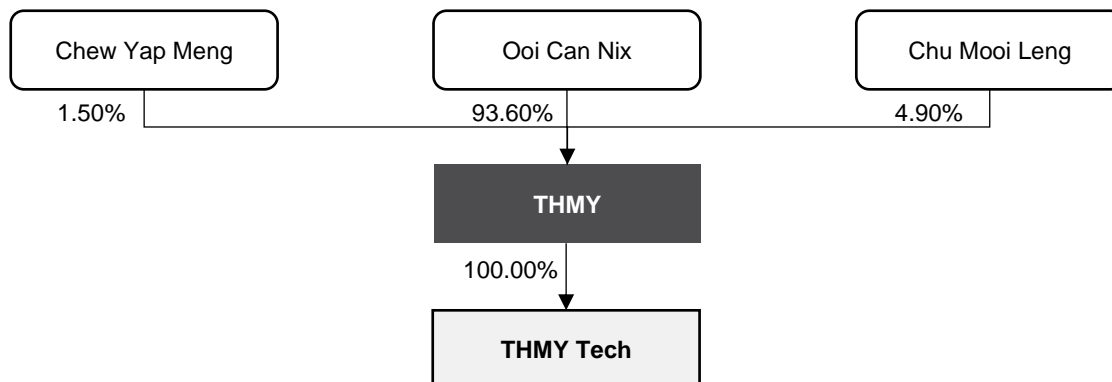 Chew Yap Meng
Ooi Can Nix
Chu Mooi Leng
1.50%
93.60%
4.90%
THMY
100.00%
THMY Tech